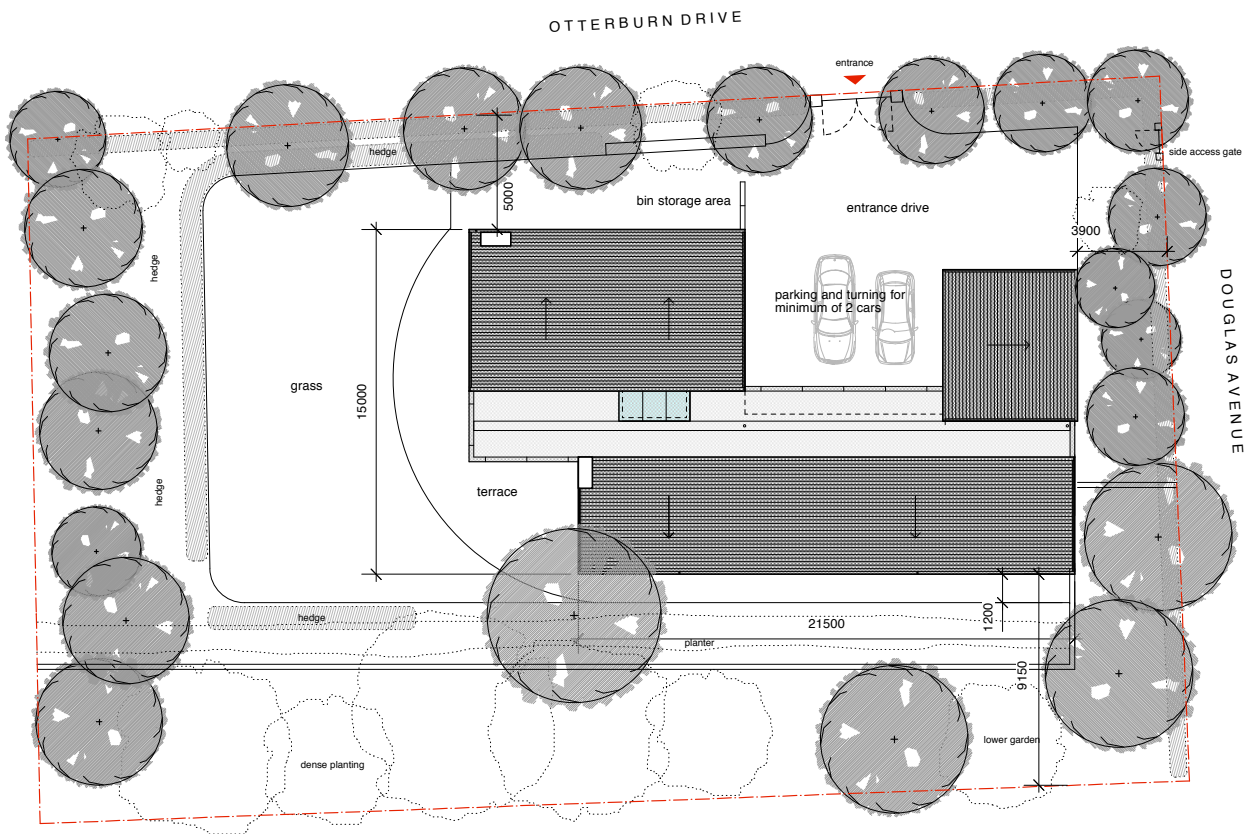 OTTERBURN DRIVE
entrance
hedge
side access gate
5000
bin storage area
entrance drive
3900
hedge
DOUGLAS AVENUE
parking and turning for
minimum of 2 cars
grass
15000
hedge
terrace
hedge
21500
1200
planter
9150
lower garden
dense planting